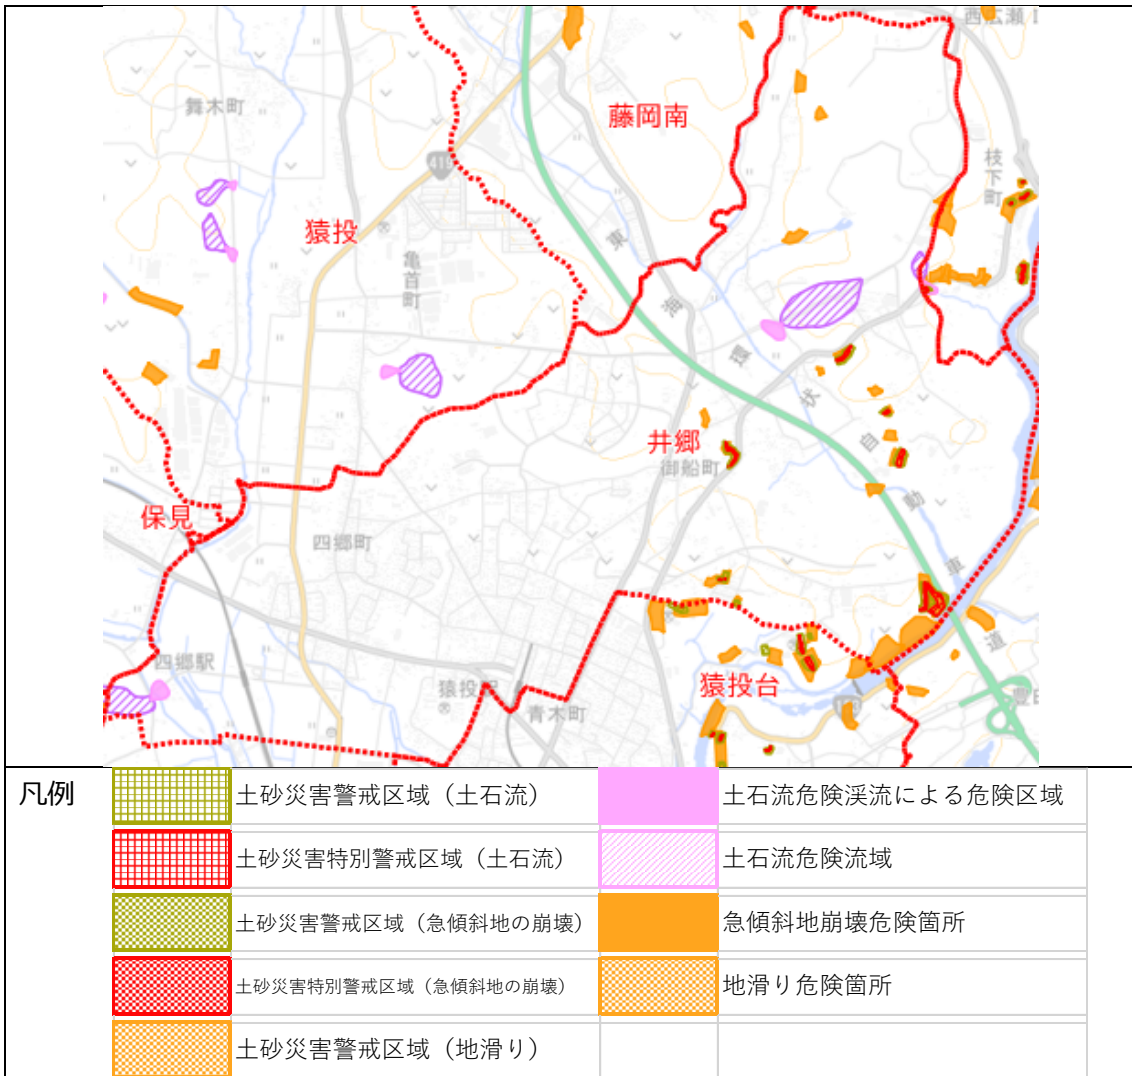 西広瀬
舞木町
藤岡南
419
枝下町
猿投
亀首町
東海環状自動車道
井郷
御船町
保見
四郷町
四郷駅
猿投台
猿投駅
青木町
豊田
凡例
土砂災害警戒区域（土石流）
土石流危険渓流による危険区域
土砂災害特別警戒区域（土石流）
土石流危険流域
土砂災害警戒区域（急傾斜地の崩壊）
急傾斜地崩壊危険箇所
土砂災害特別警戒区域（急傾斜地の崩壊）
地滑り危険箇所
土砂災害警戒区域（地滑り）